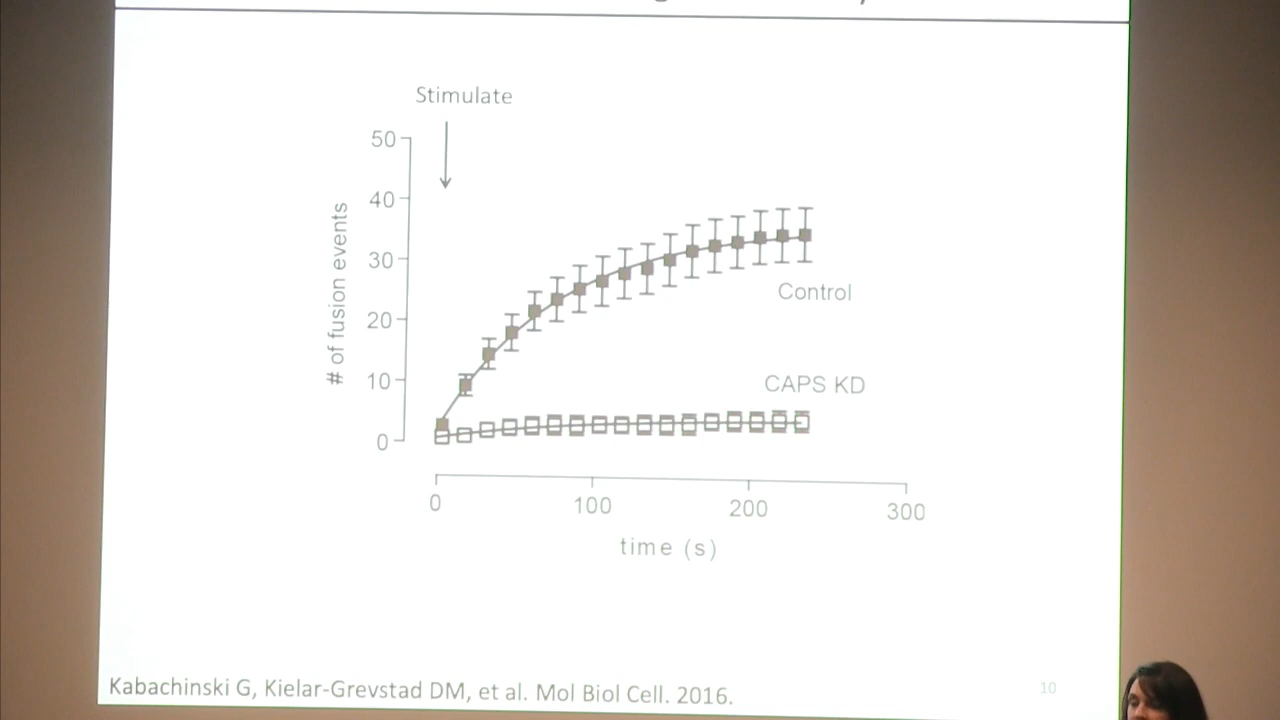 Stimulate
50
40
30
20
10
0
# of fusion events
Control
CAPS KD
0 100 200 300
time (s)
Kabachinski G, Kielar-Grevstad DM, et al. Mol Biol Cell. 2016.
10